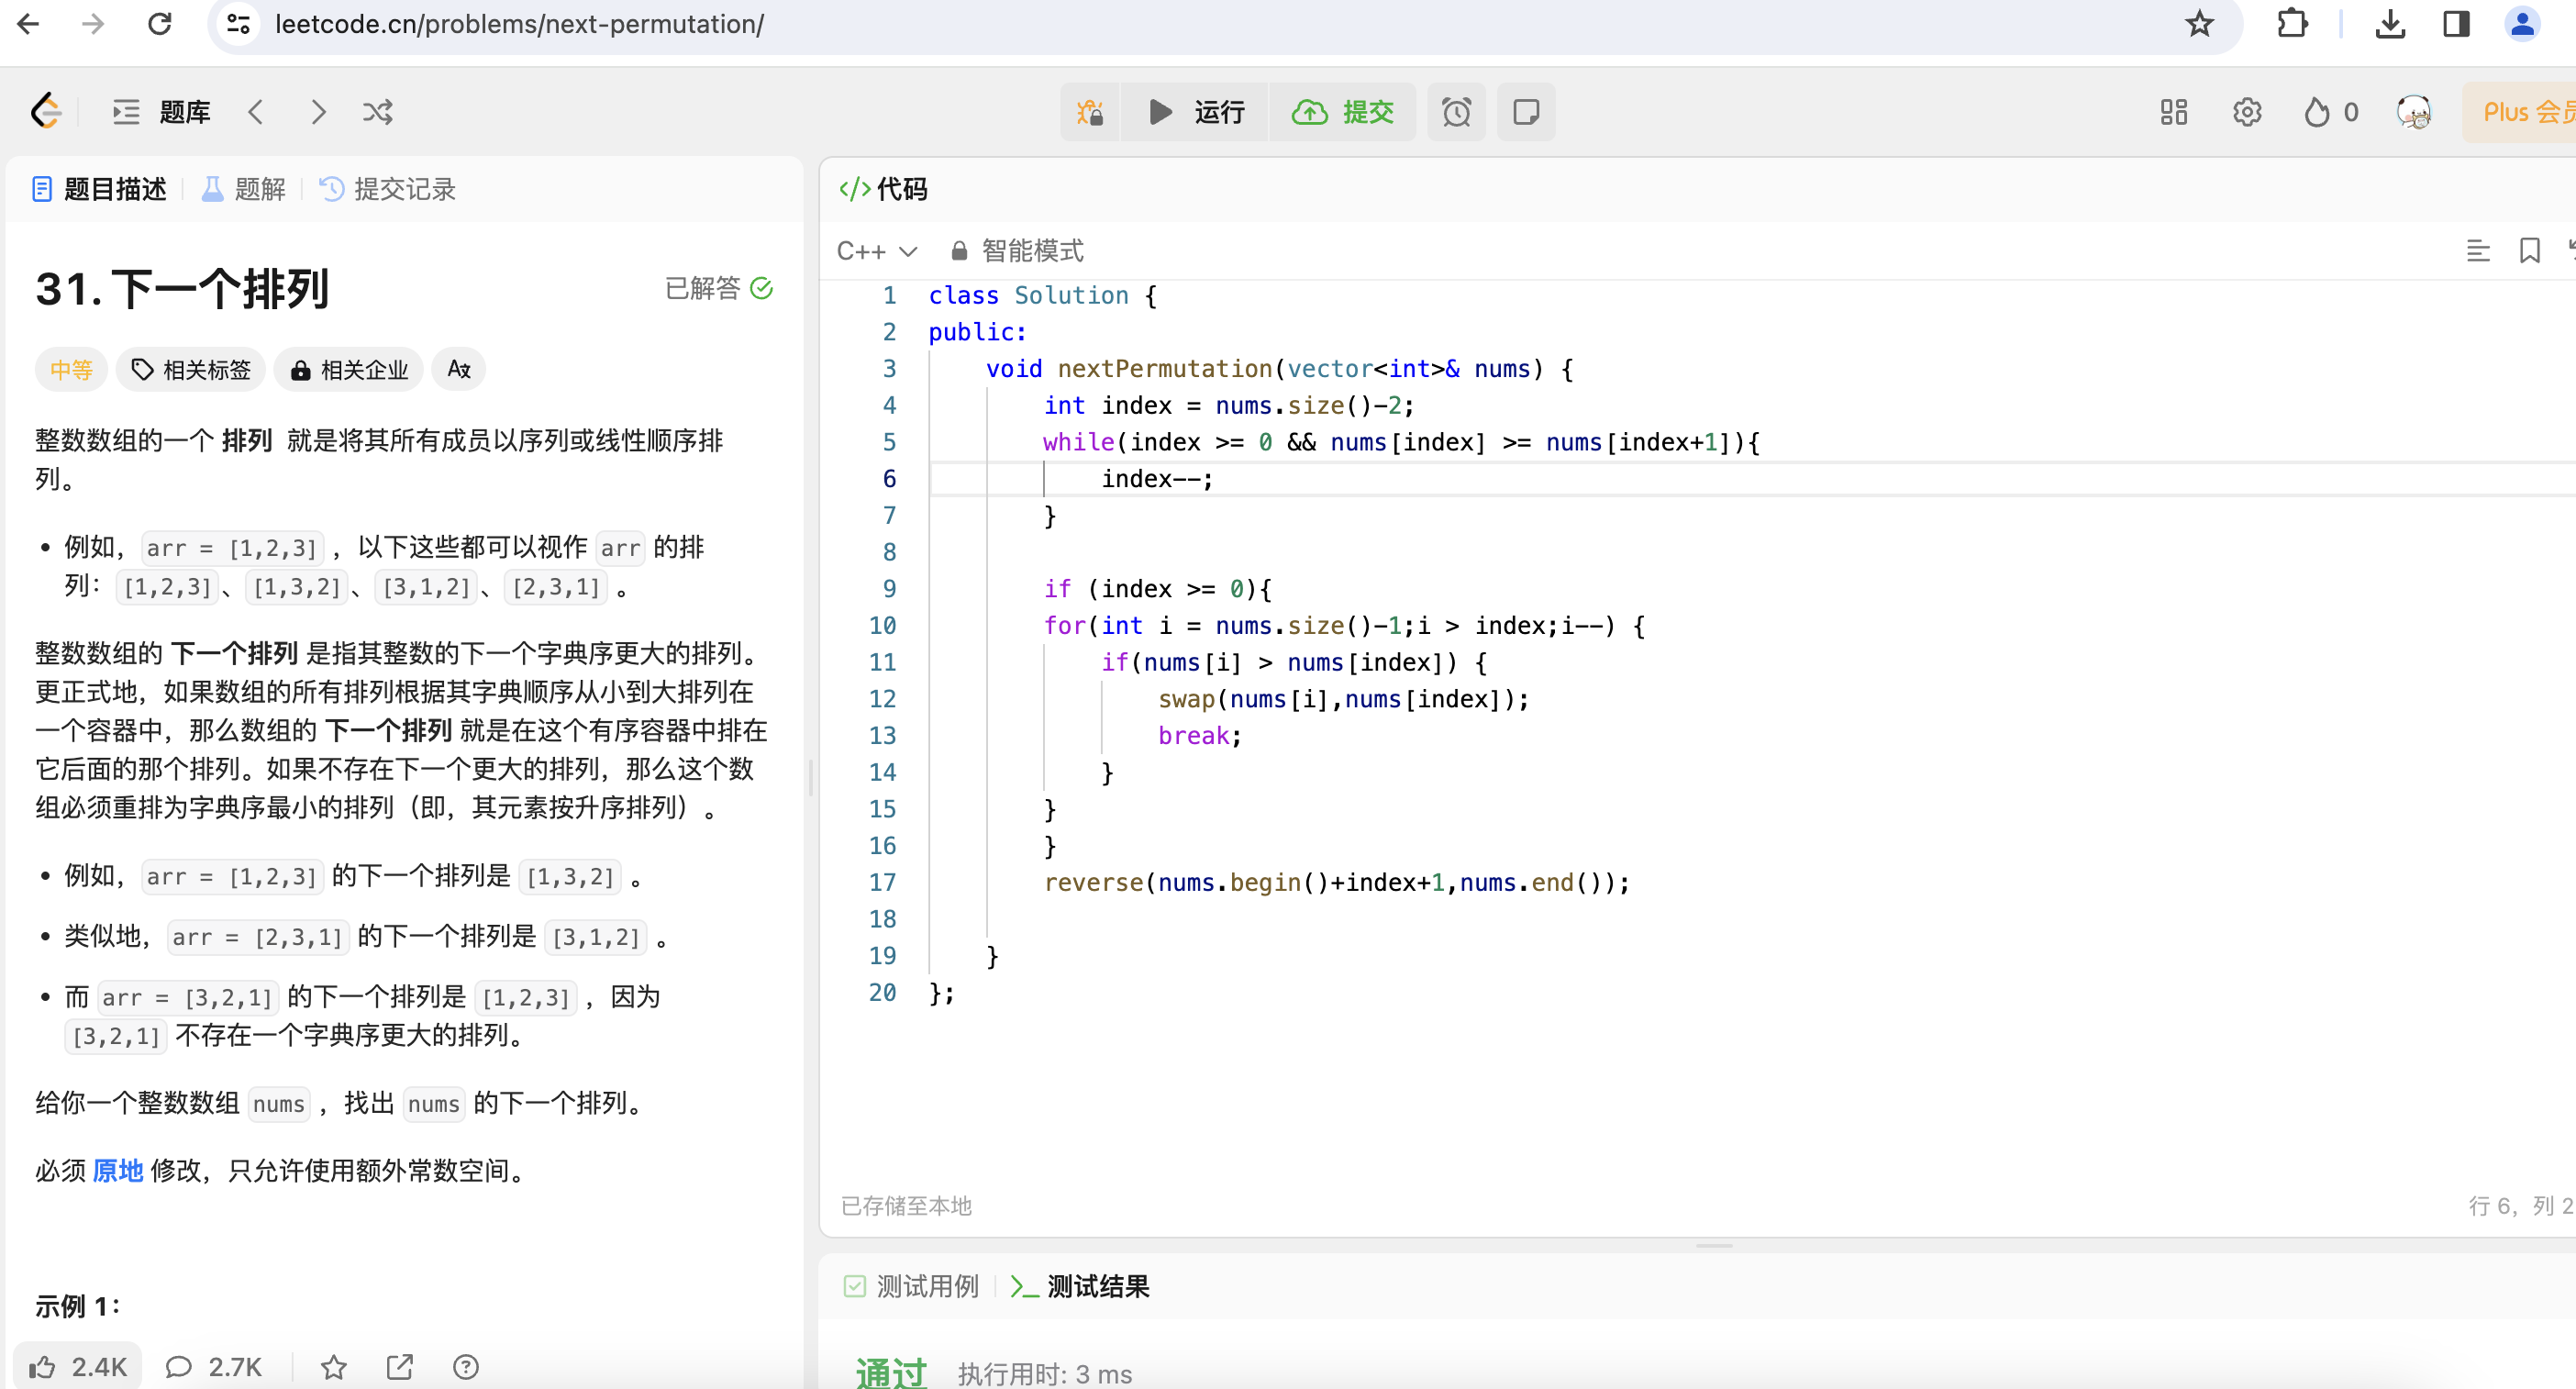 leetcode.cn/problems/next-permutation/
题库
运行
提交
0
Plus 会员
题目描述
题解
提交记录
31. 下一个排列
已解答
中等
相关标签
相关企业
整数数组的一个 排列 就是将其所有成员以序列或线性顺序排
列。
• 例如，arr = [1,2,3] ，以下这些都可以视作 arr 的排
列：[1,2,3]、[1,3,2]、[3,1,2]、[2,3,1] 。
整数数组的 下一个排列 是指其整数的下一个字典序更大的排列。
更正式地，如果数组的所有排列根据其字典顺序从小到大排列在
一个容器中，那么数组的 下一个排列 就是在这个有序容器中排在
它后面的那个排列。如果不存在下一个更大的排列，那么这个数
组必须重排为字典序最小的排列（即，其元素按升序排列）。
• 例如，arr = [1,2,3] 的下一个排列是 [1,3,2] 。
• 类似地，arr = [2,3,1] 的下一个排列是 [3,1,2] 。
• 而 arr = [3,2,1] 的下一个排列是 [1,2,3] ，因为
[3,2,1] 不存在一个字典序更大的排列。
给你一个整数数组 nums ，找出 nums 的下一个排列。
必须 原地 修改，只允许使用额外常数空间。
示例 1：
2.4K
2.7K
</>代码
C++
智能模式
1 class Solution {
2 public:
3     void nextPermutation(vector<int>& nums) {
4         int index = nums.size()-2;
5         while(index >= 0 && nums[index] >= nums[index+1]){
6             index--;
7         }
8
9         if (index >= 0){
10         for(int i = nums.size()-1;i > index;i--) {
11             if(nums[i] > nums[index]) {
12                 swap(nums[i],nums[index]);
13                 break;
14             }
15         }
16         }
17         reverse(nums.begin()+index+1,nums.end());
18
19     }
20 };
已存储至本地
行 6，列 2
测试用例
测试结果
通过
执行用时: 3 ms